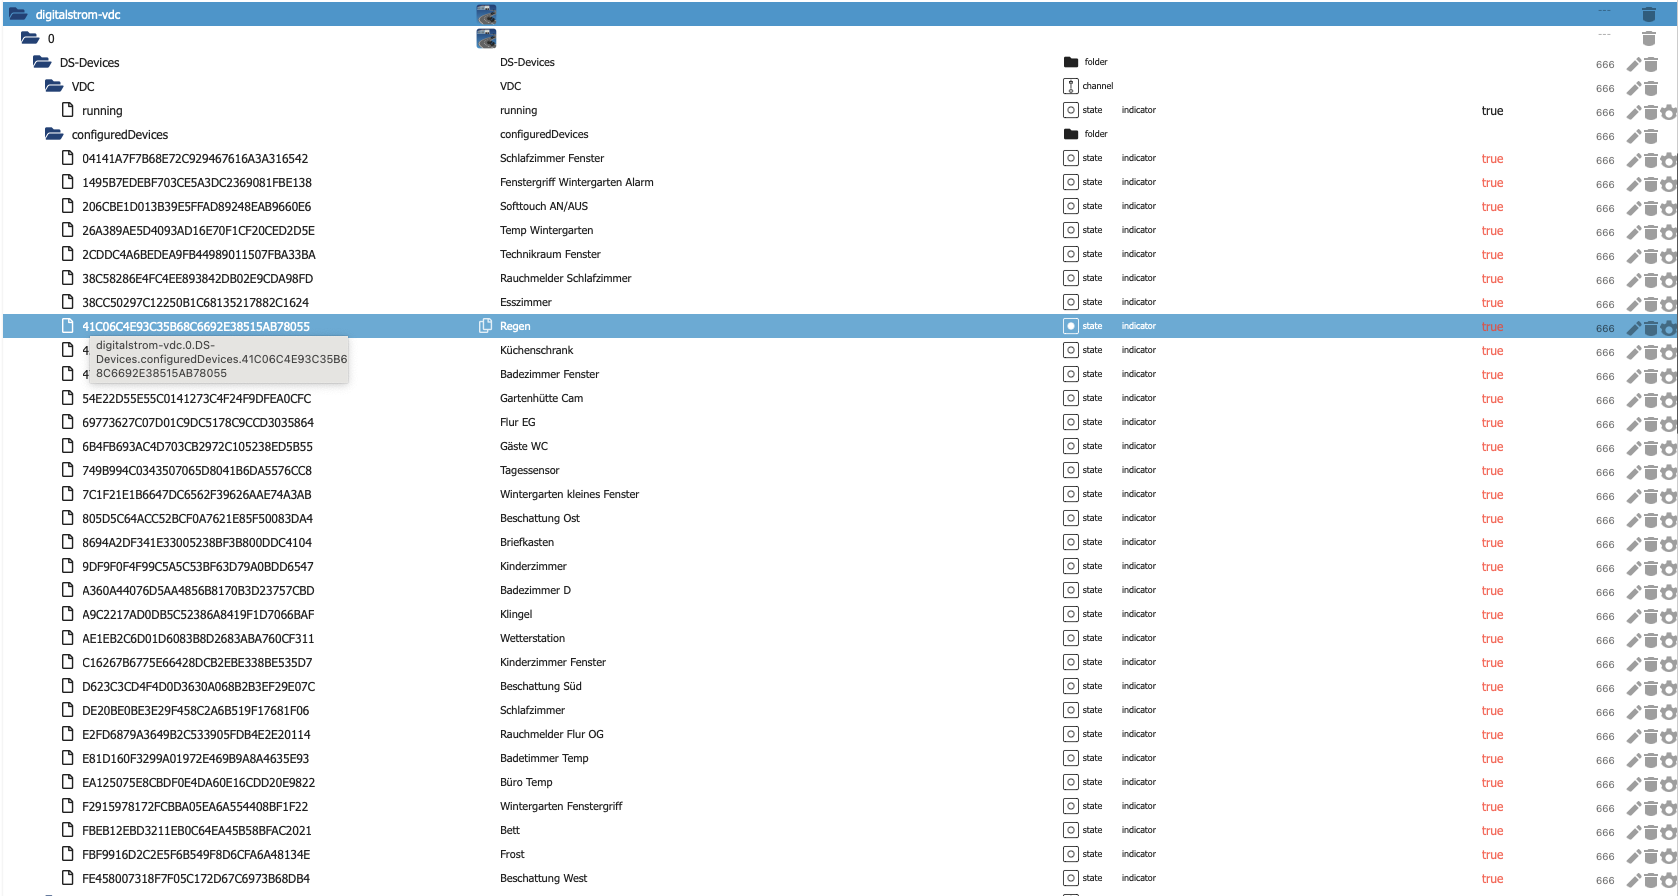 digitalstrom-vdc ---
0 ---
DS-Devices DS-Devices folder 666
VDC VDC channel 666
running running state indicator true 666
configuredDevices configuredDevices folder 666
04141A7F7B68E72C929467616A3A316542 Schlafzimmer Fenster state indicator true 666
1495B7EDEBF703CE5A3DC2369081FBE138 Fenstergriff Wintergarten Alarm state indicator true 666
206CBE1D013B39E5FFAD89248EAB9660E6 Softtouch AN/AUS state indicator true 666
26A389AE5D4093AD16E70F1CF20CED2D5E Temp Wintergarten state indicator true 666
2CDDC4A6BEDEA9FB44989011507FBA33BA Technikraum Fenster state indicator true 666
38C58286E4FC4EE893842DB02E9CDA98FD Rauchmelder Schlafzimmer state indicator true 666
38CC50297C12250B1C68135217882C1624 Esszimmer state indicator true 666
41C06C4E93C35B68C6692E38515AB78055 Regen state indicator true 666
digitalstrom-vdc.0.DS-
Devices.configuredDevices.41C06C4E93C35B6
8C6692E38515AB78055
4 Küchenschrank state indicator true 666
4 Badezimmer Fenster state indicator true 666
54E22D55E55C0141273C4F24F9DFEA0CFC Gartenhütte Cam state indicator true 666
69773627C07D01C9DC5178C9CCD3035864 Flur EG state indicator true 666
6B4FB693AC4D703CB2972C105238ED5B55 Gäste WC state indicator true 666
749B994C0343507065D8041B6DA5576CC8 Tagessensor state indicator true 666
7C1F21E1B6647DC6562F39626AAE74A3AB Wintergarten kleines Fenster state indicator true 666
805D5C64ACC52BCF0A7621E85F50083DA4 Beschattung Ost state indicator true 666
8694A2DF341E33005238BF3B800DDC4104 Briefkasten state indicator true 666
9DF9F0F4F99C5A5C53BF63D79A0BDD6547 Kinderzimmer state indicator true 666
A360A44076D5AA4856B8170B3D23757CBD Badezimmer D state indicator true 666
A9C2217AD0DB5C52386A8419F1D7066BAF Klingel state indicator true 666
AE1EB2C6D01D6083B8D2683ABA760CF311 Wetterstation state indicator true 666
C16267B6775E66428DCB2EBE338BE535D7 Kinderzimmer Fenster state indicator true 666
D623C3CD4F4D0D3630A068B2B3EF29E07C Beschattung Süd state indicator true 666
DE20BE0BE3E29F458C2A6B519F17681F06 Schlafzimmer state indicator true 666
E2FD6879A3649B2C533905FDB4E2E20114 Rauchmelder Flur OG state indicator true 666
E81D160F3299A01972E469B9A8A4635E93 Badetimmer Temp state indicator true 666
EA125075E8CBDF0E4DA60E16CDD20E9822 Büro Temp state indicator true 666
F2915978172FCBBA05EA6A554408BF1F22 Wintergarten Fenstergriff state indicator true 666
FBEB12EBD3211EB0C64EA45B58BFAC2021 Bett state indicator true 666
FBF9916D2C2E5F6B549F8D6CFA6A48134E Frost state indicator true 666
FE458007318F7F05C172D67C6973B68DB4 Beschattung West state indicator true 666